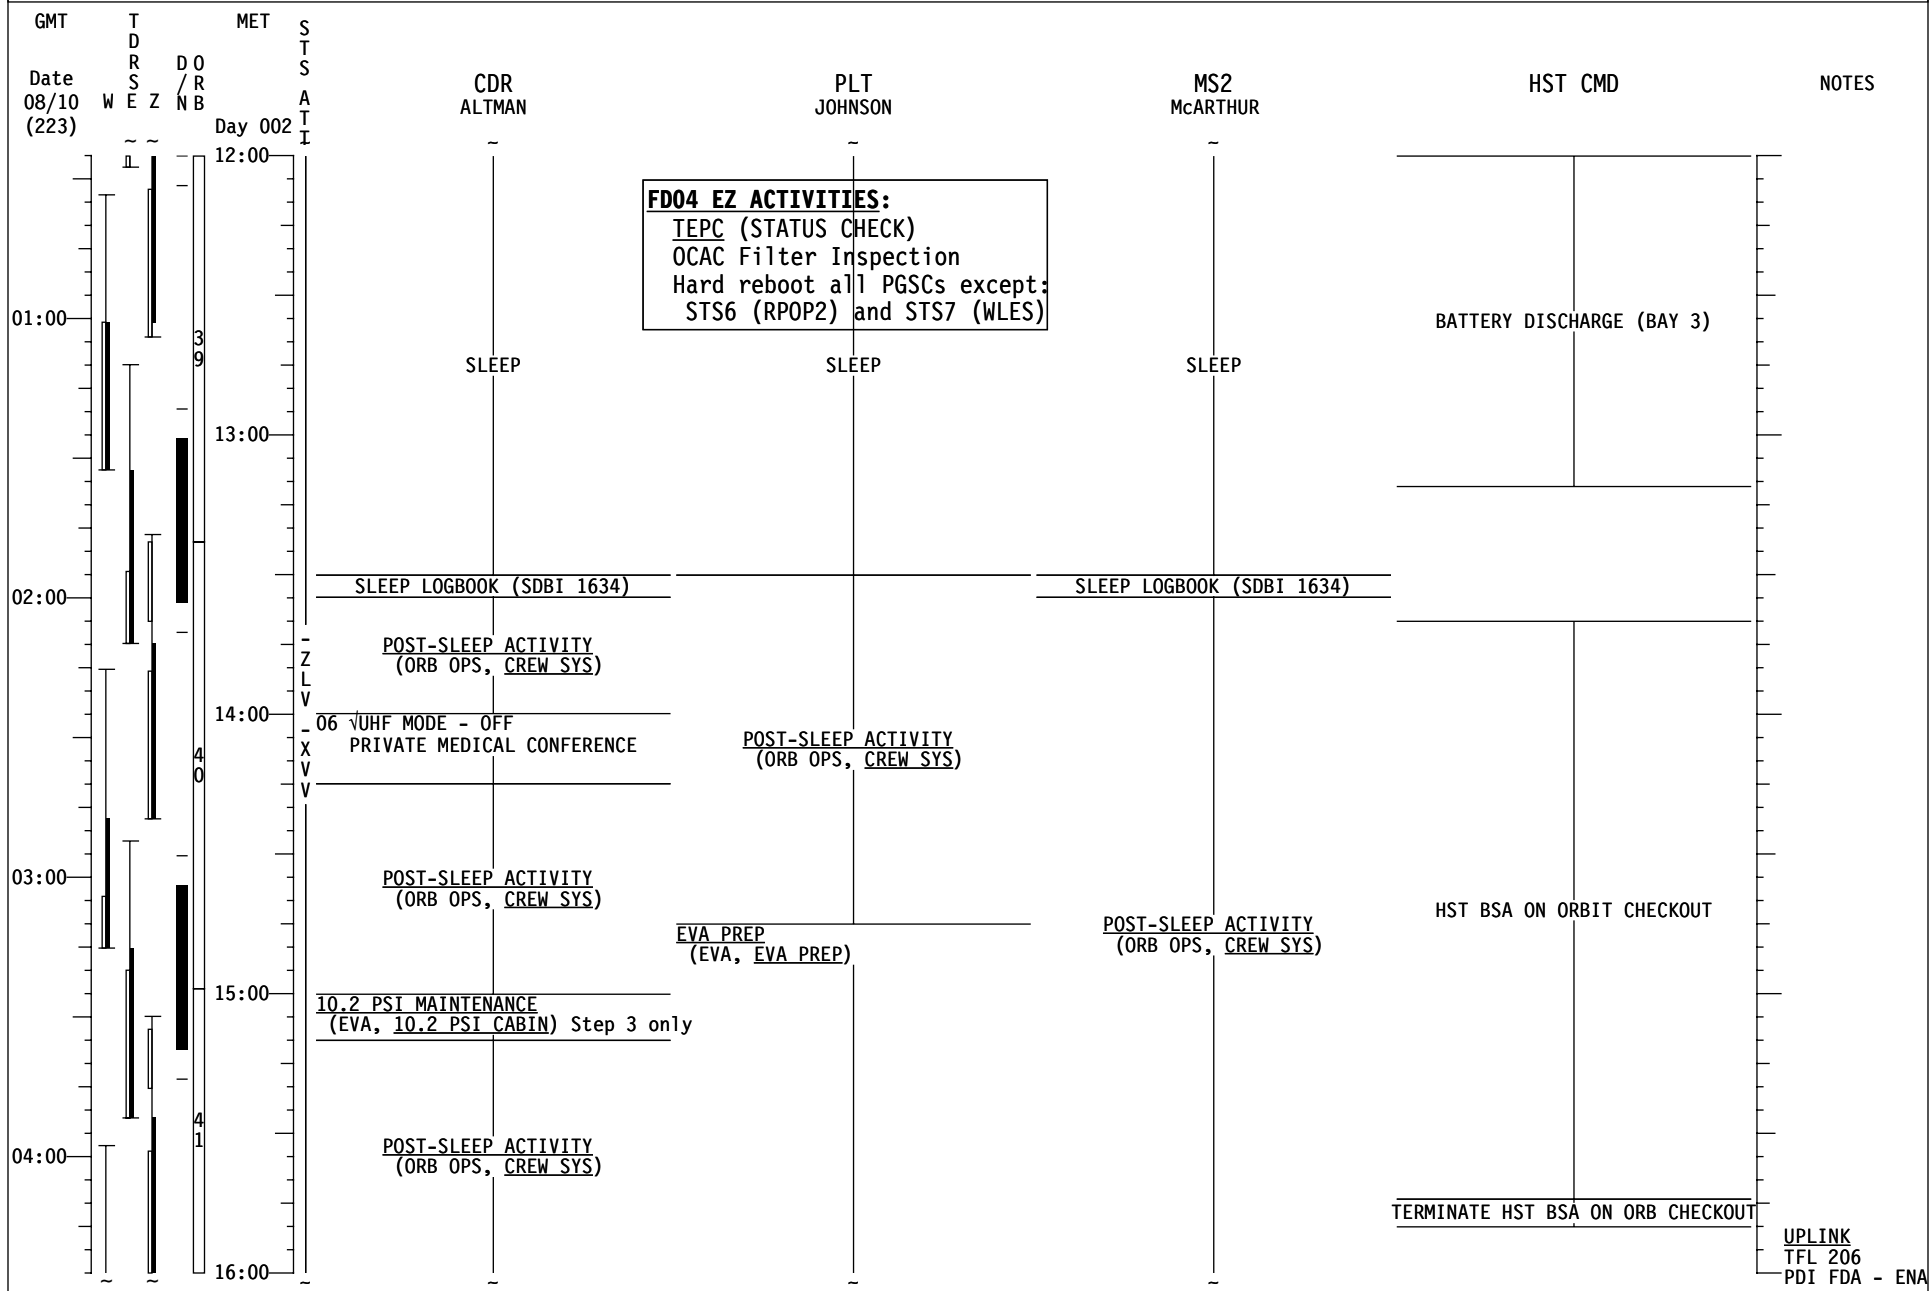 GMT
TDRS
MET
STS ATT
Date
08/10
(223)
W E Z
D/N
ORB
Day 002
CDR
ALTMAN
PLT
JOHNSON
MS2
McARTHUR
HST CMD
NOTES
~ ~ ~ ~ ~ ~
12:00
FD04 EZ ACTIVITIES:
TEPC (STATUS CHECK)
OCAC Filter Inspection
Hard reboot all PGSCs except:
STS6 (RPOP2) and STS7 (WLES)
01:00
39
BATTERY DISCHARGE (BAY 3)
SLEEP
SLEEP
SLEEP
13:00
SLEEP LOGBOOK (SDBI 1634)
SLEEP LOGBOOK (SDBI 1634)
02:00
-ZLV -XVV
POST-SLEEP ACTIVITY
(ORB OPS, CREW SYS)
14:00
06 √UHF MODE - OFF
PRIVATE MEDICAL CONFERENCE
POST-SLEEP ACTIVITY
(ORB OPS, CREW SYS)
40
03:00
POST-SLEEP ACTIVITY
(ORB OPS, CREW SYS)
HST BSA ON ORBIT CHECKOUT
EVA PREP
(EVA, EVA PREP)
POST-SLEEP ACTIVITY
(ORB OPS, CREW SYS)
15:00
10.2 PSI MAINTENANCE
(EVA, 10.2 PSI CABIN) Step 3 only
41
04:00
POST-SLEEP ACTIVITY
(ORB OPS, CREW SYS)
TERMINATE HST BSA ON ORB CHECKOUT
16:00
UPLINK
TFL 206
PDI FDA - ENA
~ ~ ~ ~ ~ ~